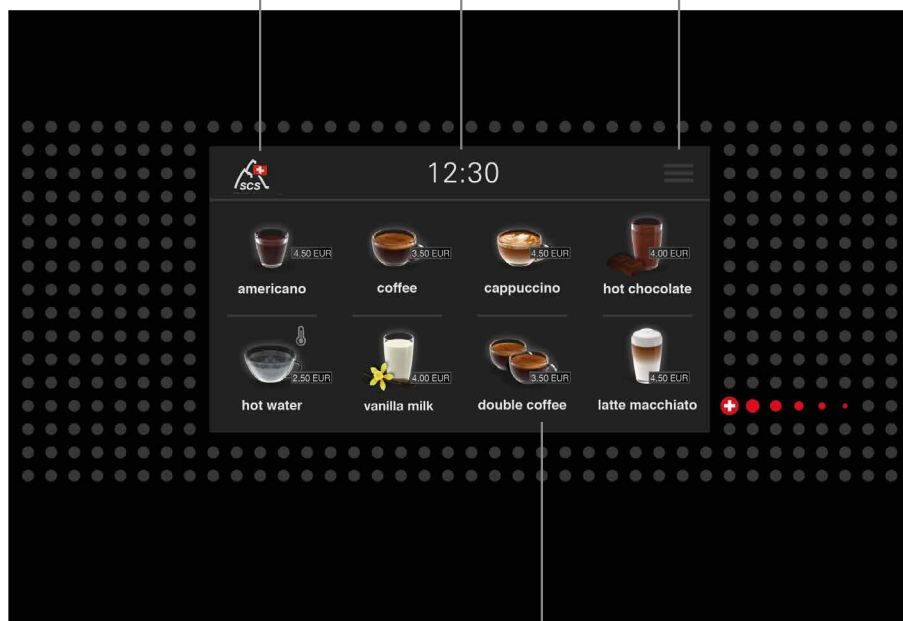 SCS
12:30
4.50 EUR
3.50 EUR
4.50 EUR
4.00 EUR
americano
coffee
cappuccino
hot chocolate
2.50 EUR
4.00 EUR
3.50 EUR
4.50 EUR
hot water
vanilla milk
double coffee
latte macchiato